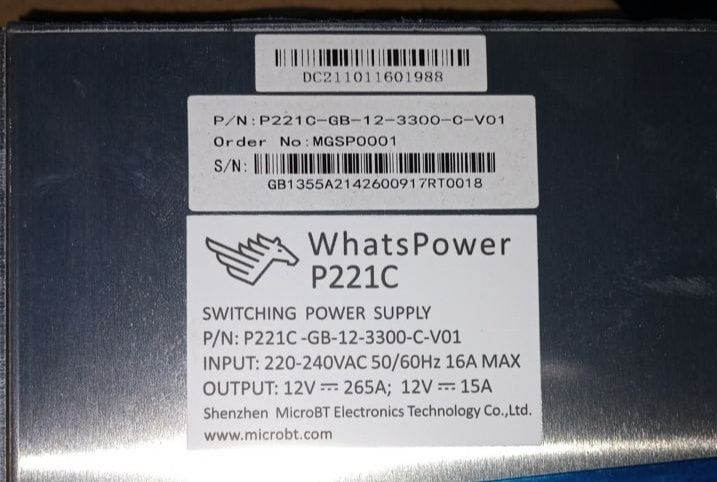 DC211011601988
P/N:P221C-GB-12-3300-C-V01
Order No:MGSP0001
S/N:
GB1355A2142600917RT0018
WhatsPower
P221C
SWITCHING POWER SUPPLY
P/N: P221C -GB-12-3300-C-V01
INPUT: 220-240VAC 50/60Hz 16A MAX
OUTPUT: 12V ⎓ 265A; 12V ⎓ 15A
Shenzhen MicroBT Electronics Technology Co.,Ltd.
www.microbt.com